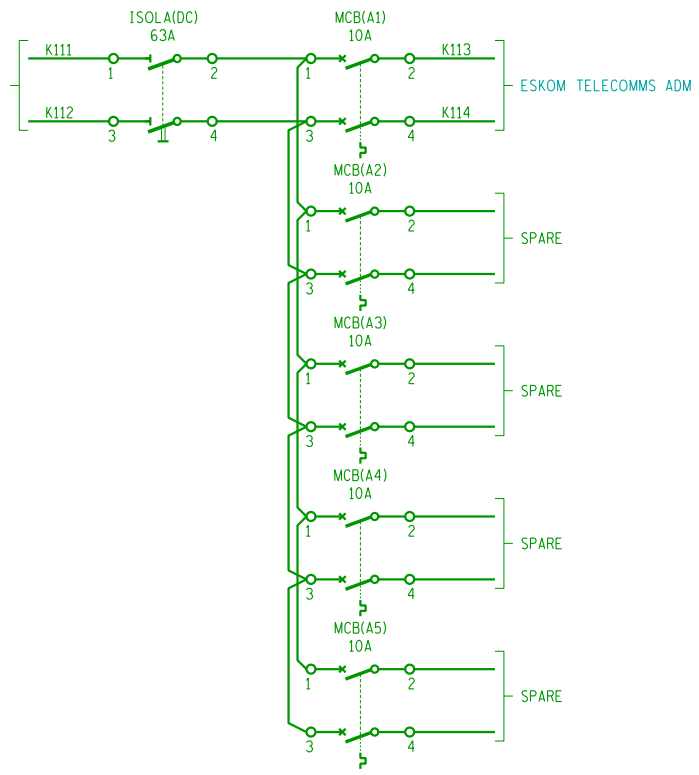 ISOLA(DC)
63A
MCB(A1)
10A
K111
K113
1
2
1
2
ESKOM TELECOMMS ADM
K112
K114
3
4
3
4
MCB(A2)
10A
1
2
SPARE
3
4
MCB(A3)
10A
1
2
SPARE
3
4
MCB(A4)
10A
1
2
SPARE
3
4
MCB(A5)
10A
1
2
SPARE
3
4